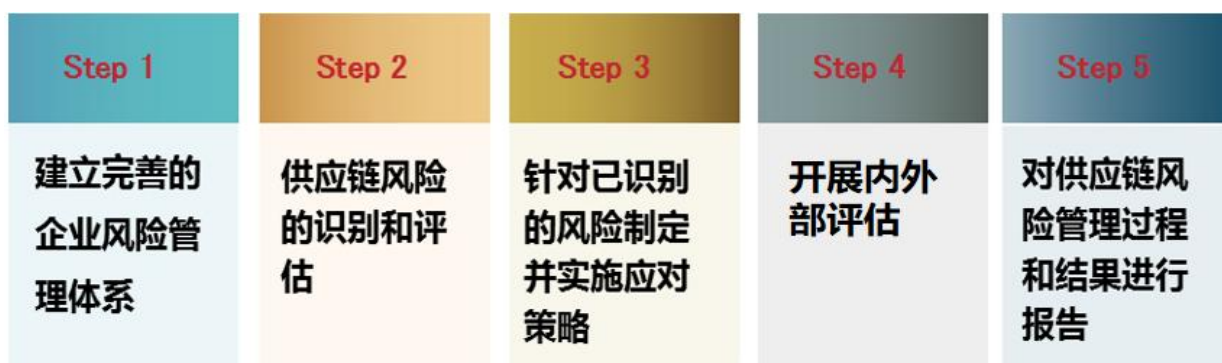 Step 1
建立完善的
企业风险管
理体系
Step 2
供应链风险
的识别和评
估
Step 3
针对已识别
的风险制定
并实施应对
策略
Step 4
开展内外
部评估
Step 5
对供应链风
险管理过程
和结果进行
报告